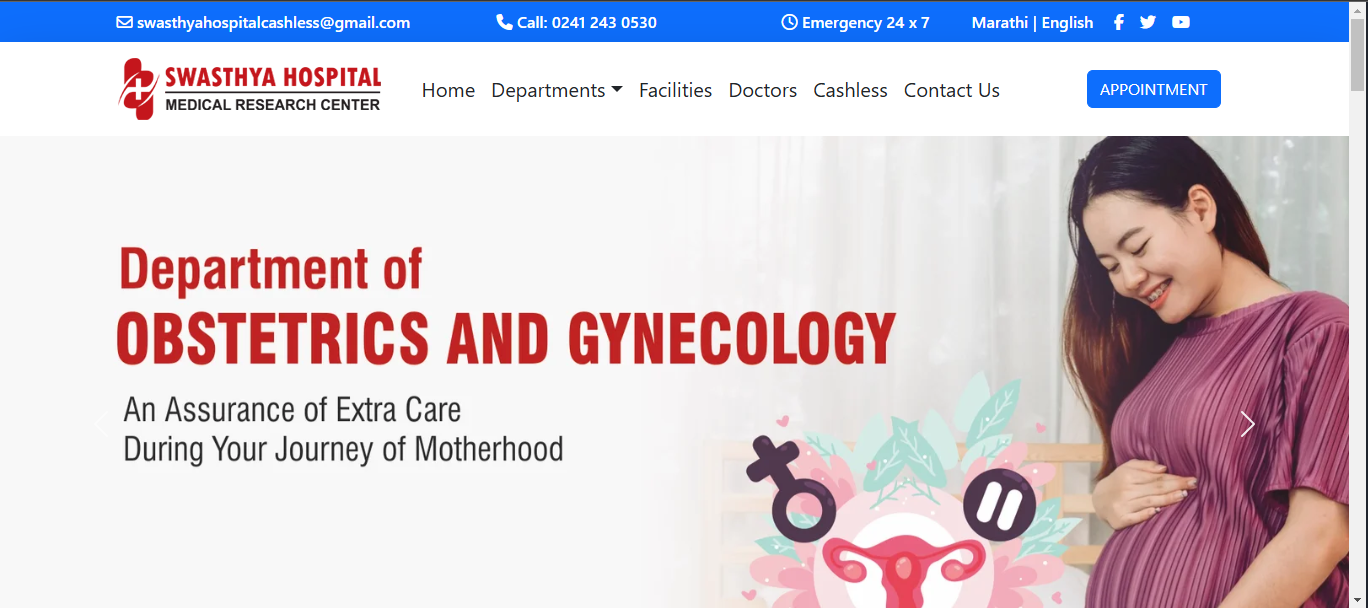 swasthyahospitalcashless@gmail.com Call: 0241 243 0530 Emergency 24 x 7 Marathi | English
SWASTHYA HOSPITAL
MEDICAL RESEARCH CENTER
Home Departments Facilities Doctors Cashless Contact Us APPOINTMENT
Department of
OBSTETRICS AND GYNECOLOGY
An Assurance of Extra Care
During Your Journey of Motherhood